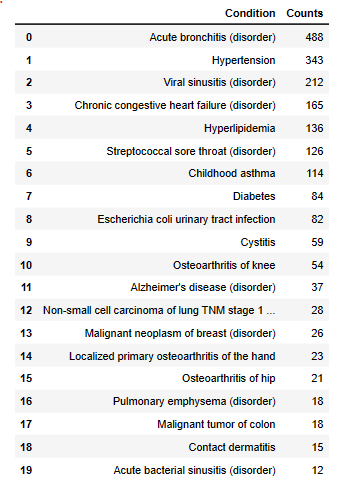 Condition Counts
0 Acute bronchitis (disorder) 488
1 Hypertension 343
2 Viral sinusitis (disorder) 212
3 Chronic congestive heart failure (disorder) 165
4 Hyperlipidemia 136
5 Streptococcal sore throat (disorder) 126
6 Childhood asthma 114
7 Diabetes 84
8 Escherichia coli urinary tract infection 82
9 Cystitis 59
10 Osteoarthritis of knee 54
11 Alzheimer's disease (disorder) 37
12 Non-small cell carcinoma of lung TNM stage 1 ... 28
13 Malignant neoplasm of breast (disorder) 26
14 Localized primary osteoarthritis of the hand 23
15 Osteoarthritis of hip 21
16 Pulmonary emphysema (disorder) 18
17 Malignant tumor of colon 18
18 Contact dermatitis 15
19 Acute bacterial sinusitis (disorder) 12